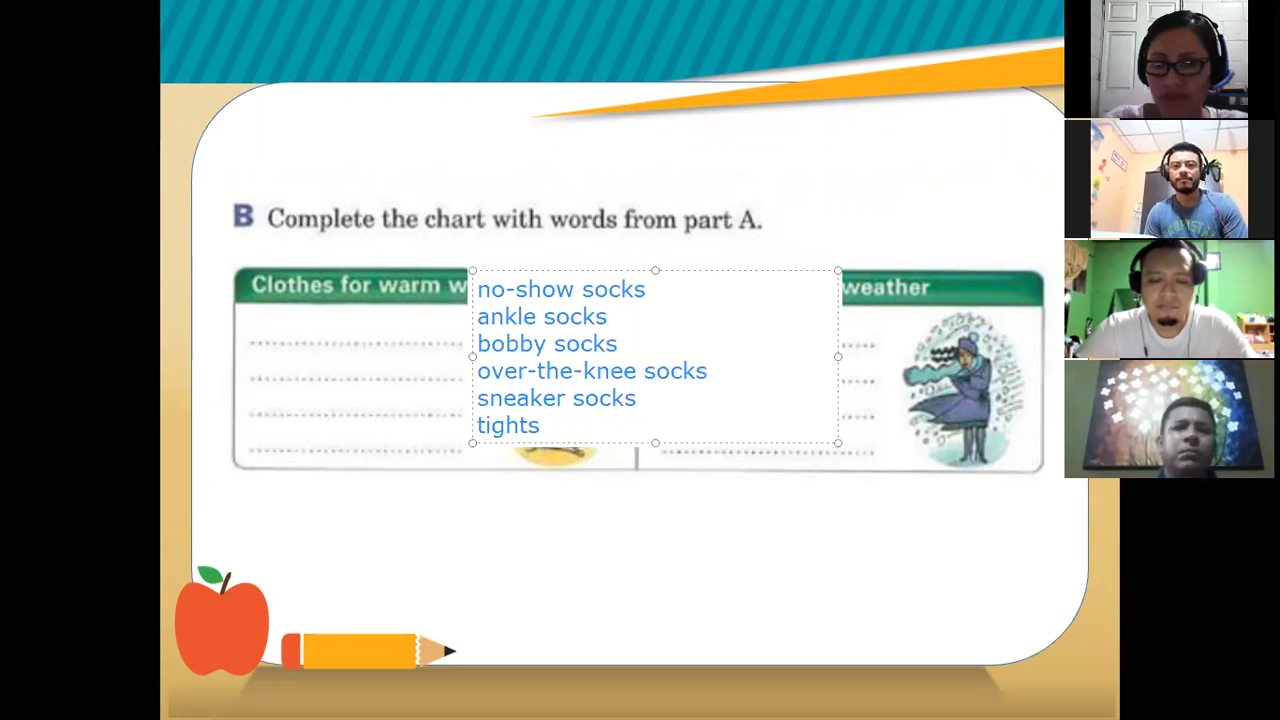 B Complete the chart with words from part A.
Clothes for warm w
weather
no-show socks
ankle socks
bobby socks
over-the-knee socks
sneaker socks
tights